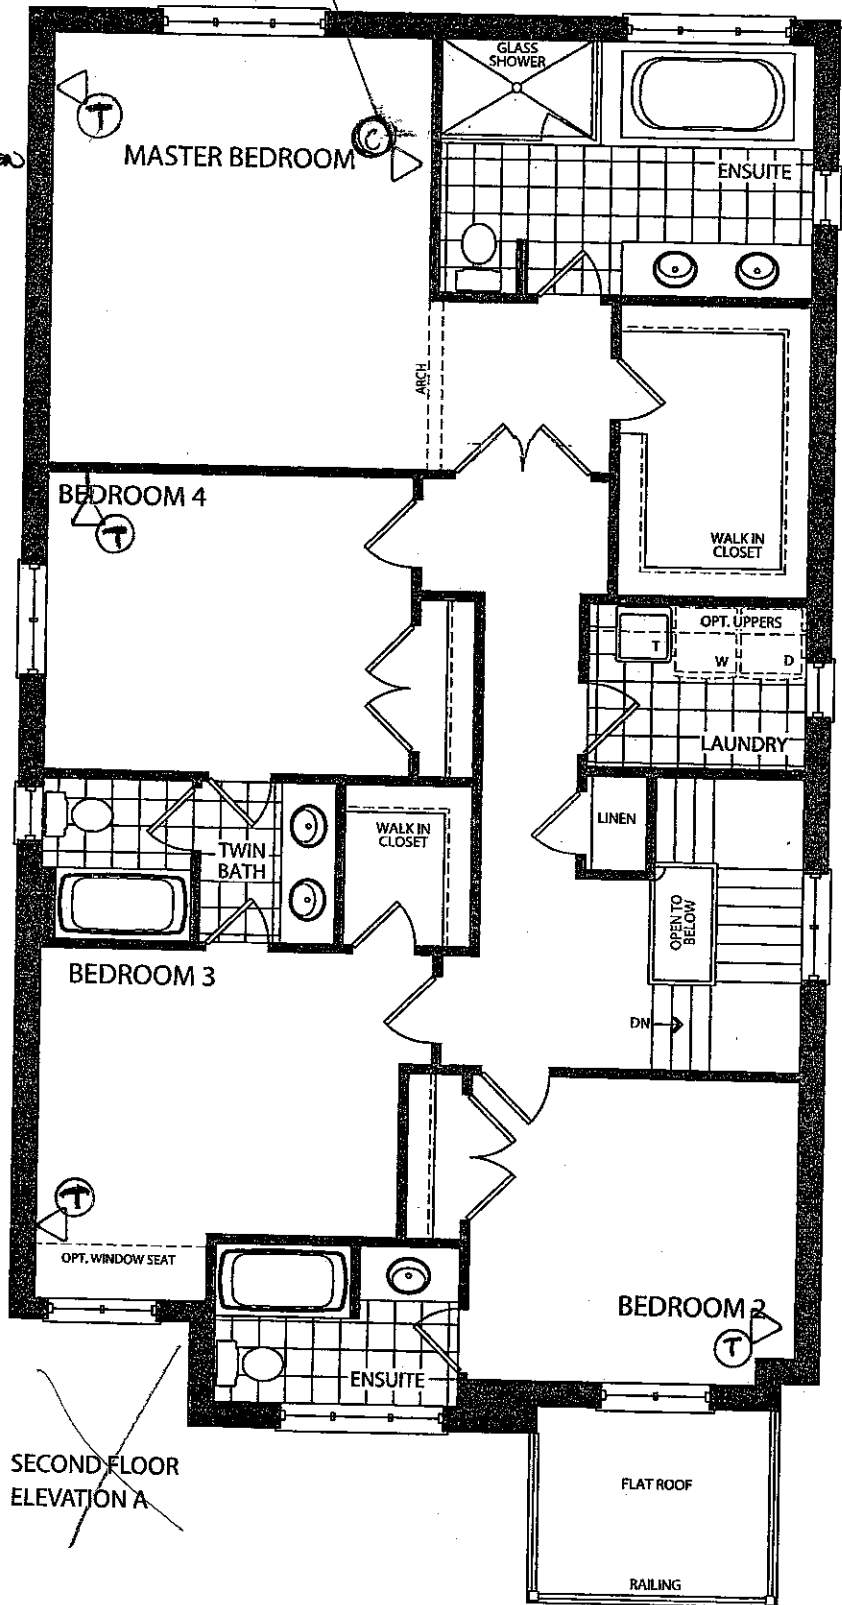 GLASS
SHOWER
T
C
MASTER BEDROOM
ENSUITE
ARCH
BEDROOM 4
T
WALK IN
CLOSET
OPT. UPPERS
T
W
D
LAUNDRY
LINEN
WALK IN
CLOSET
TWIN
BATH
OPEN TO
BELOW
BEDROOM 3
DN
T
OPT. WINDOW SEAT
BEDROOM 2
T
ENSUITE
SECOND FLOOR
ELEVATION A
FLAT ROOF
RAILING